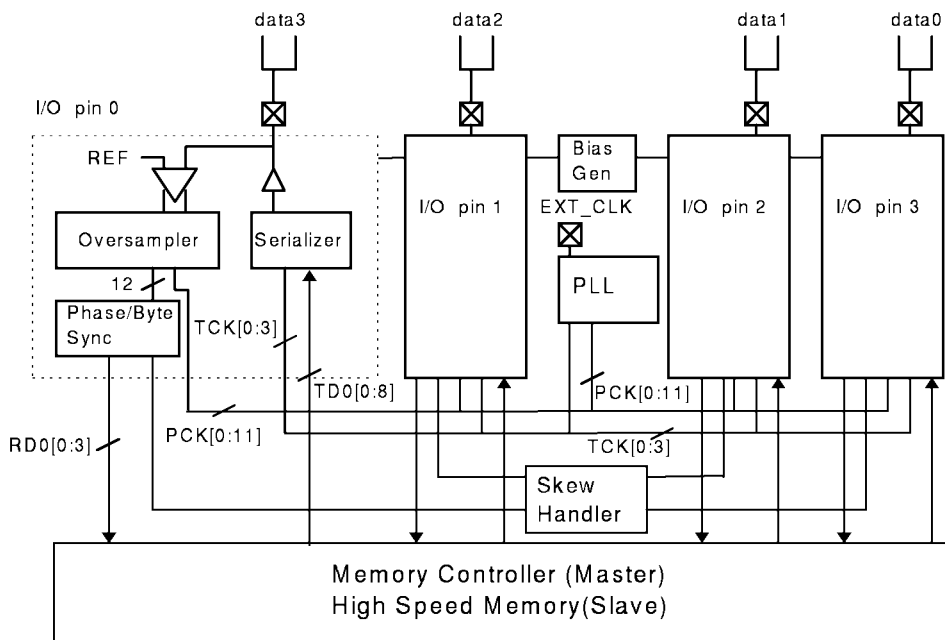 data3
data2
data1
data0
I/O pin 0
REF
Bias
Gen
I/O pin 1
EXT_CLK
I/O pin 2
I/O pin 3
Oversampler
Serializer
12
PLL
Phase/Byte
Sync
TCK[0:3]
TD0[0:8]
PCK[0:11]
PCK[0:11]
RD0[0:3]
TCK[0:3]
Skew
Handler
Memory Controller (Master)
High Speed Memory(Slave)